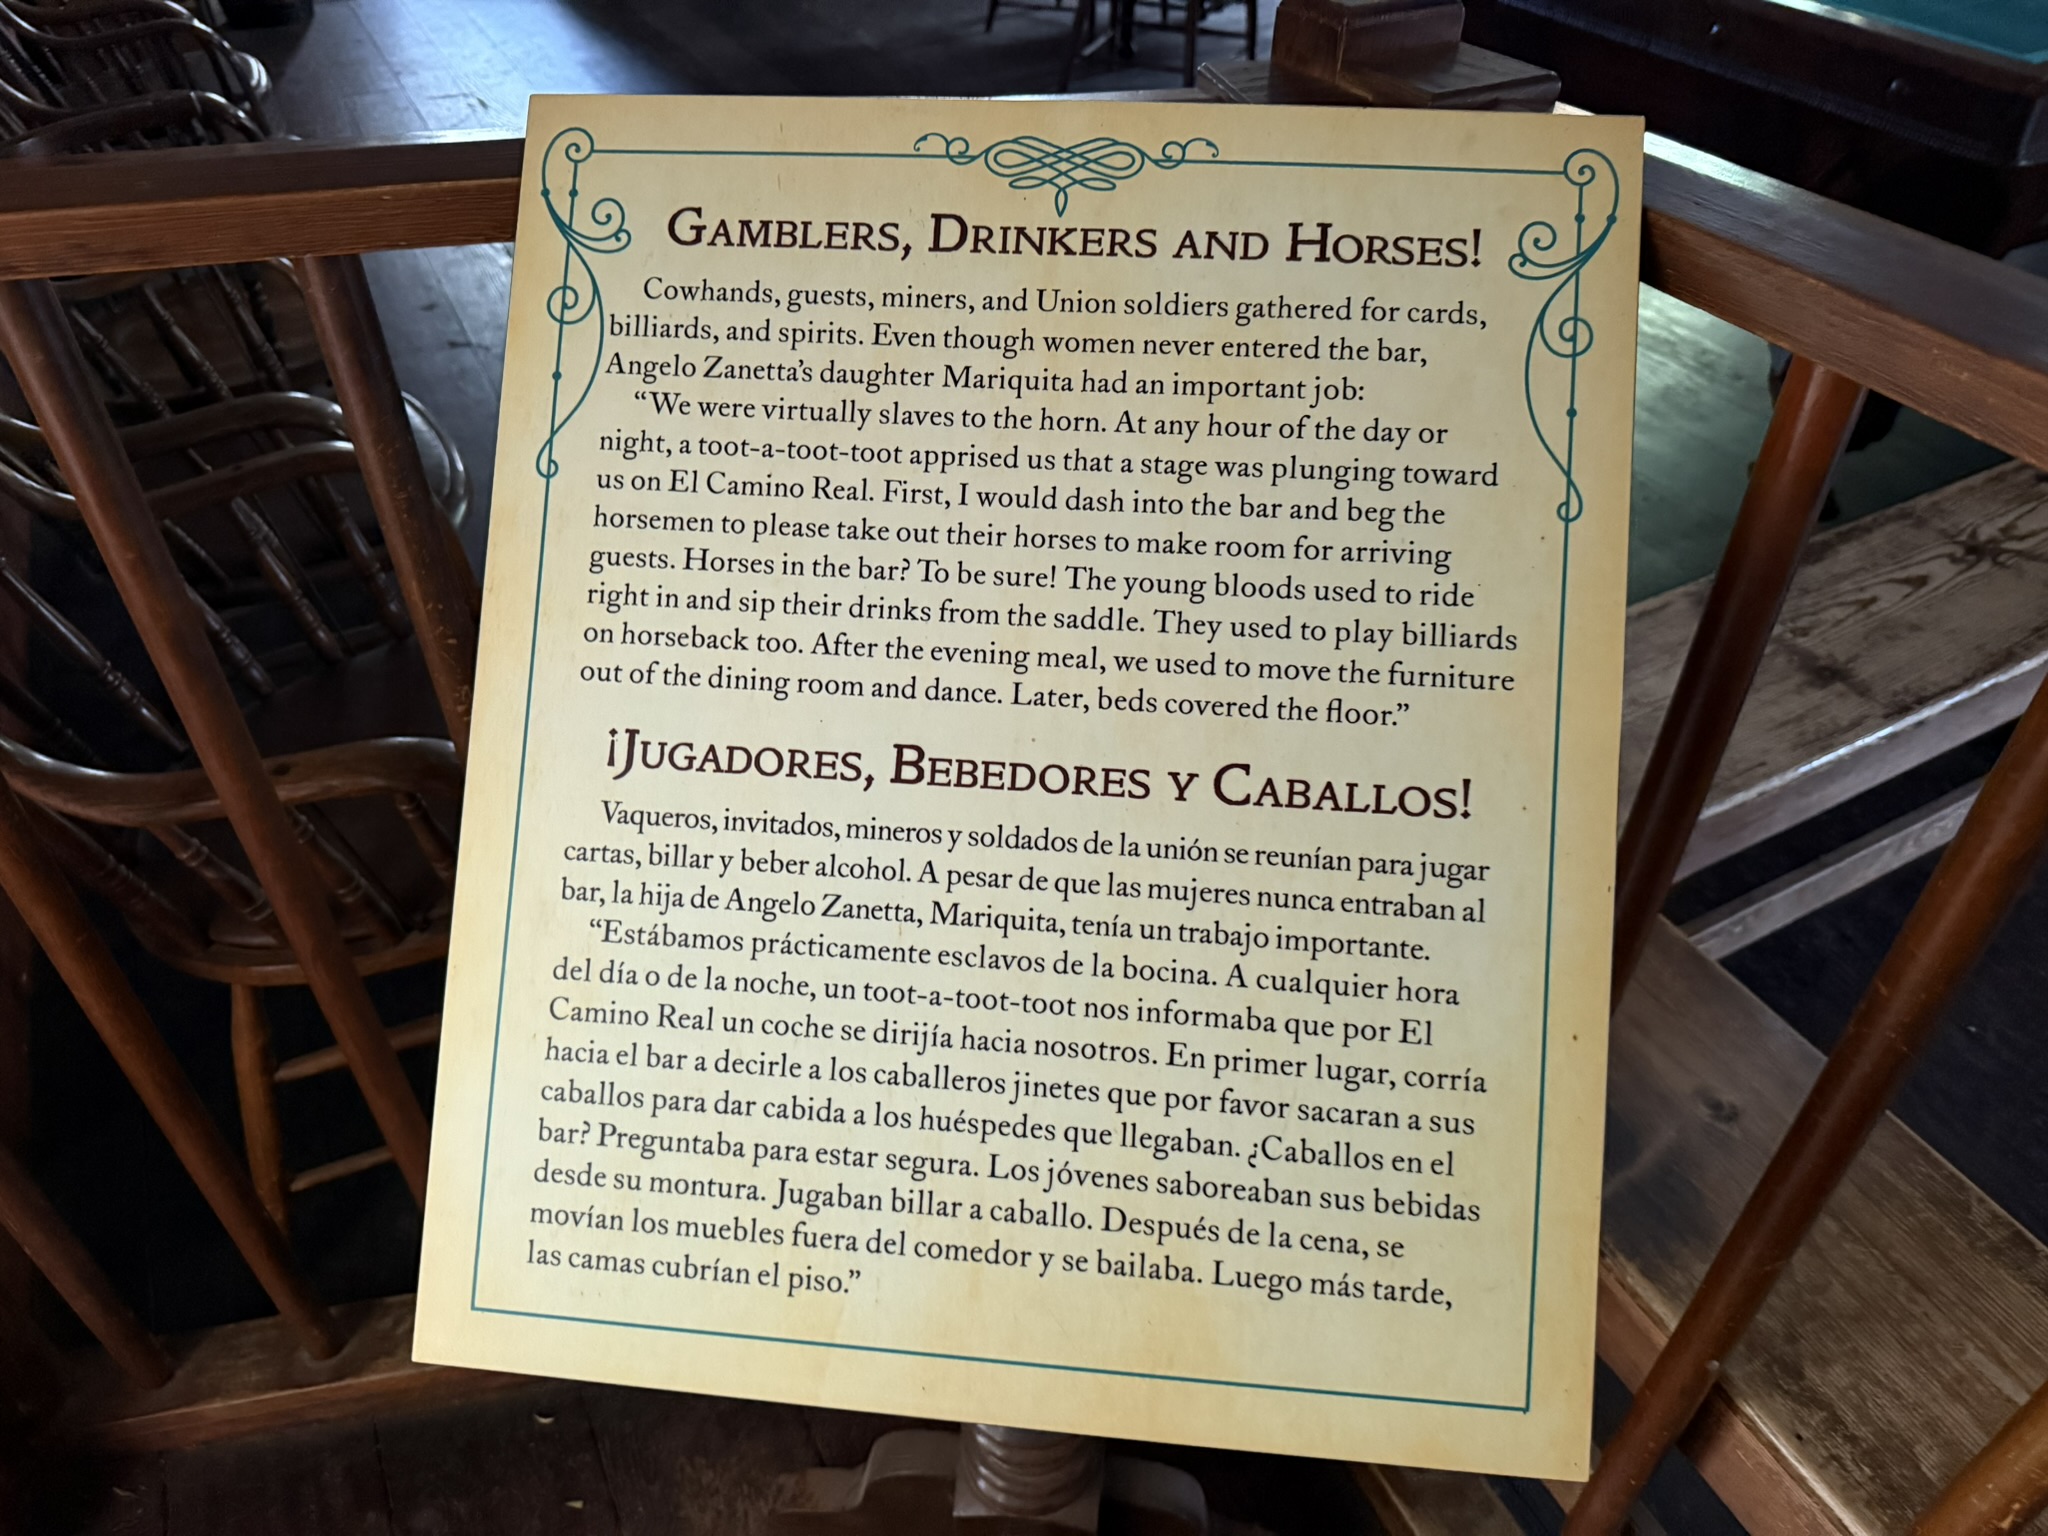 Gamblers, Drinkers and Horses!
Cowhands, guests, miners, and Union soldiers gathered for cards,
billiards, and spirits. Even though women never entered the bar,
Angelo Zanetta's daughter Mariquita had an important job:
“We were virtually slaves to the horn. At any hour of the day or
night, a toot-a-toot-toot apprised us that a stage was plunging toward
us on El Camino Real. First, I would dash into the bar and beg the
horsemen to please take out their horses to make room for arriving
guests. Horses in the bar? To be sure! The young bloods used to ride
right in and sip their drinks from the saddle. They used to play billiards
on horseback too. After the evening meal, we used to move the furniture
out of the dining room and dance. Later, beds covered the floor.”
¡Jugadores, Bebedores y Caballos!
Vaqueros, invitados, mineros y soldados de la unión se reunían para jugar
cartas, billar y beber alcohol. A pesar de que las mujeres nunca entraban al
bar, la hija de Angelo Zanetta, Mariquita, tenía un trabajo importante.
“Estábamos prácticamente esclavos de la bocina. A cualquier hora
del día o de la noche, un toot-a-toot-toot nos informaba que por El
Camino Real un coche se dirijía hacia nosotros. En primer lugar, corría
hacia el bar a decirle a los caballeros jinetes que por favor sacaran a sus
caballos para dar cabida a los huéspedes que llegaban. ¿Caballos en el
bar? Preguntaba para estar segura. Los jóvenes saboreaban sus bebidas
desde su montura. Jugaban billar a caballo. Después de la cena, se
movían los muebles fuera del comedor y se bailaba. Luego más tarde,
las camas cubrían el piso.”